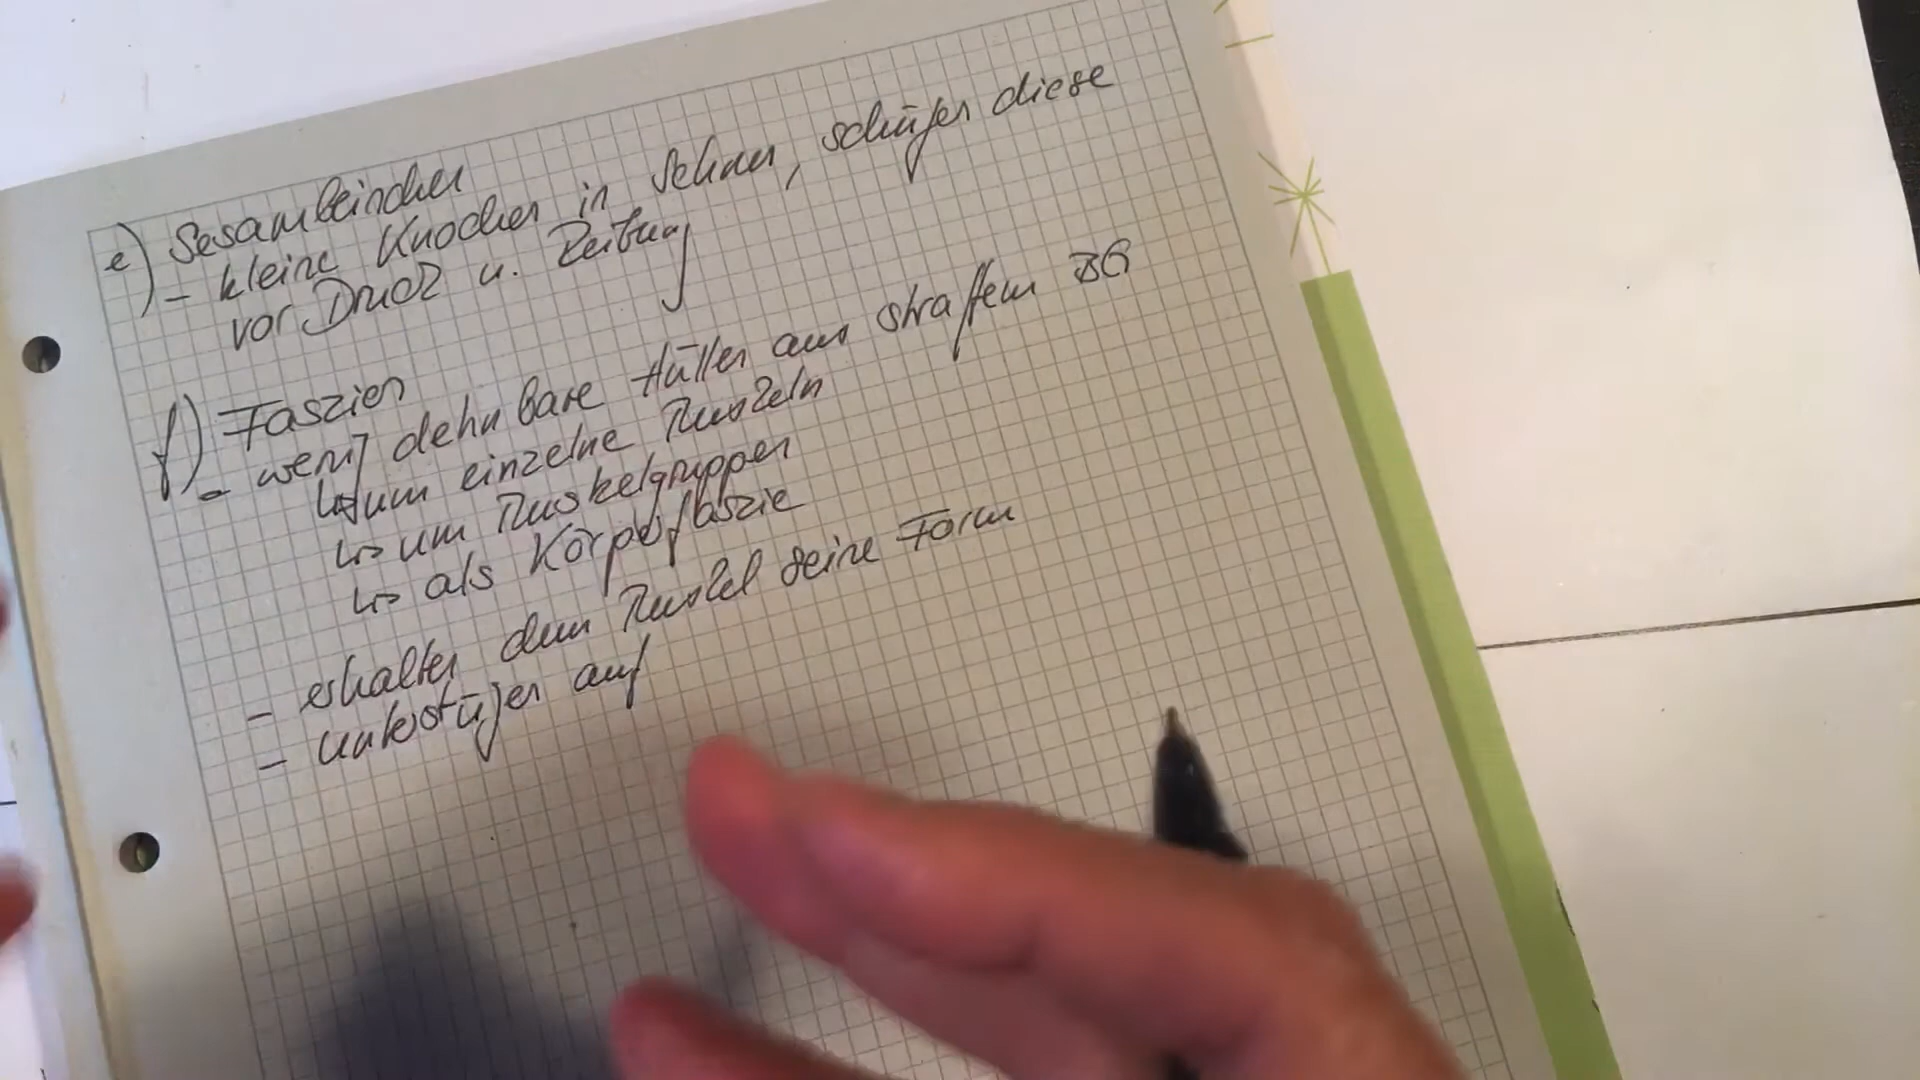 e) Sesambeinchen
- kleine Knochen in Sehnen, schützen diese
vor Druck u. Reibung
f) Faszien
- wenig dehnbare Hüllen aus straffem BG
↳ um einzelne Muskeln
↳ um Muskelgruppen
↳ als Körperfaszie
- erhalten dem Muskel seine Form
- unterstützen auf